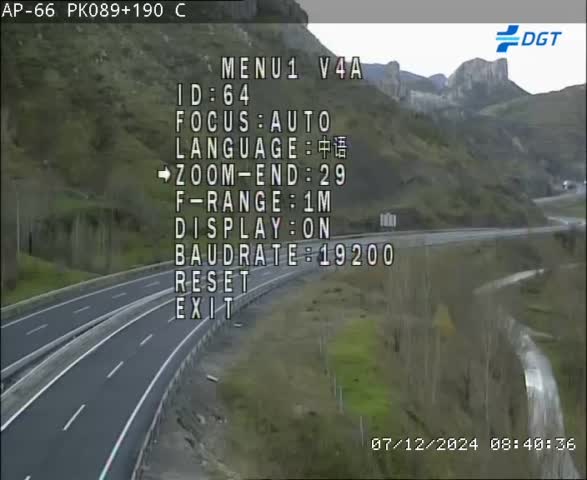 AP-66 PK089+190 C
DGT
MENU1 V4A
ID:64
FOCUS:AUTO
LANGUAGE:中语
ZOOM-END:29
F-RANGE:1M
DISPLAY:ON
BAUDRATE:19200
RESET
EXIT
07/12/2024 08:40:36